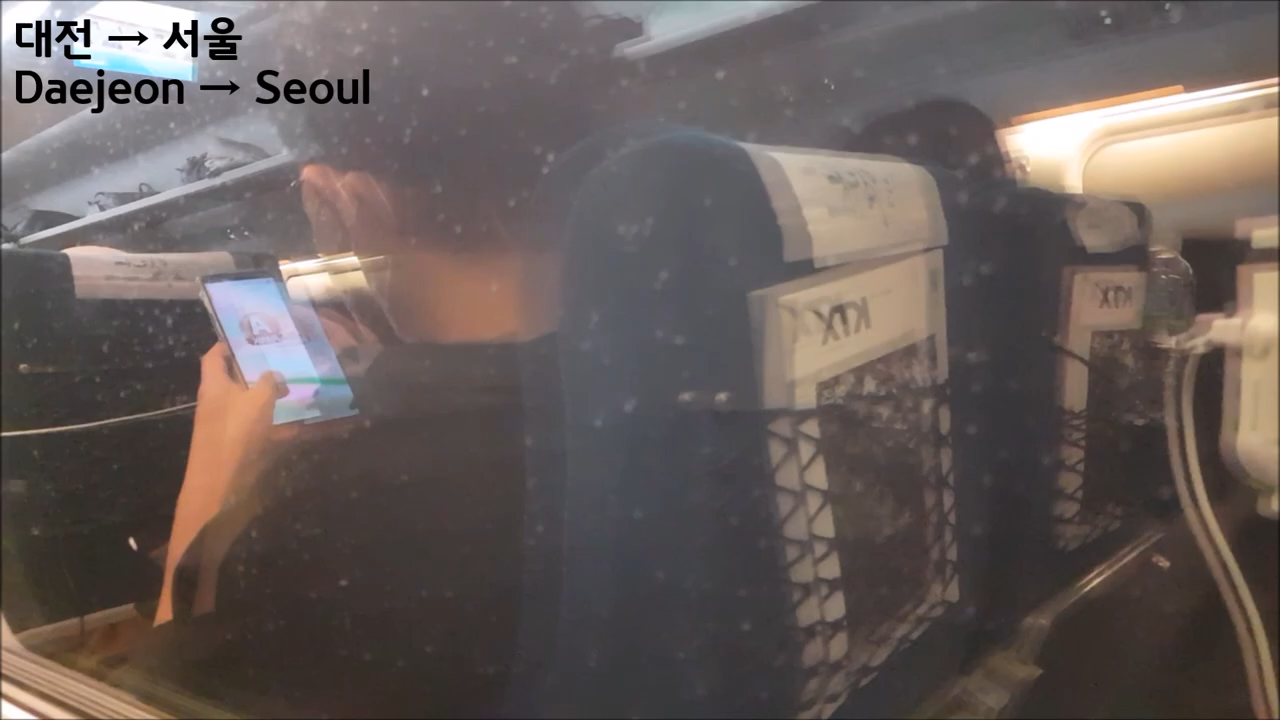 대전 → 서울
Daejeon → Seoul
KTX
KTX